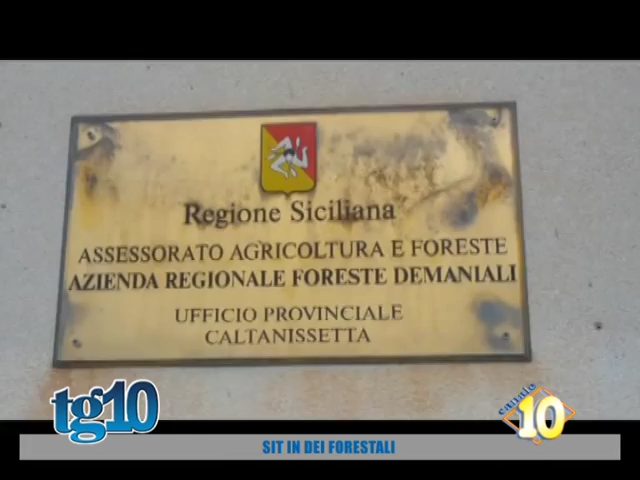 Regione Siciliana
ASSESSORATO AGRICOLTURA E FORESTE
AZIENDA REGIONALE FORESTE DEMANIALI
UFFICIO PROVINCIALE
CALTANISSETTA
tg10
canale
10
SIT IN DEI FORESTALI